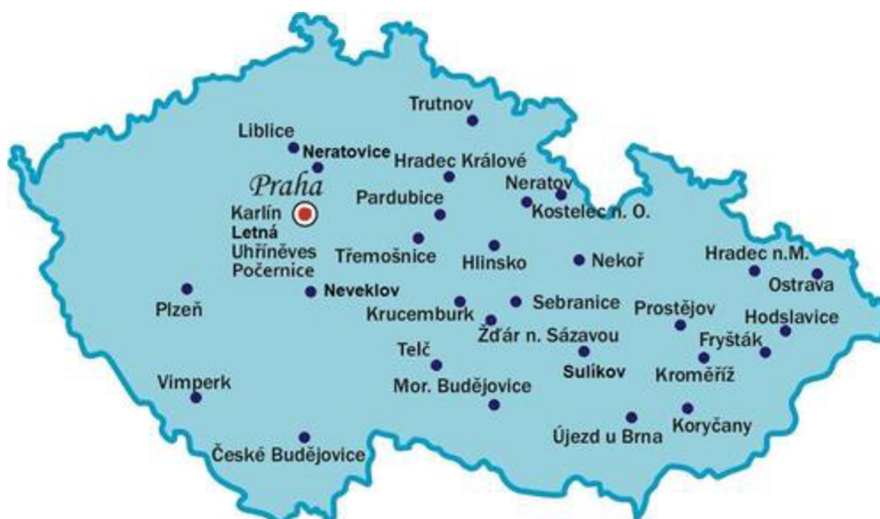 Trutnov
Liblice
Neratovice
Hradec Králové
Praha
Neratov
Pardubice
Karlín
Kostelec n. O.
Letná
Uhříněves
Třemošnice
Hlinsko
Nekoř
Hradec n.M.
Počernice
Ostrava
Neveklov
Plzeň
Krucemburk
Sebranice
Prostějov
Hodslavice
Žďár n. Sázavou
Fryšták
Telč
Sulíkov
Kroměříž
Vimperk
Mor. Budějovice
Újezd u Brna
Koryčany
České Budějovice